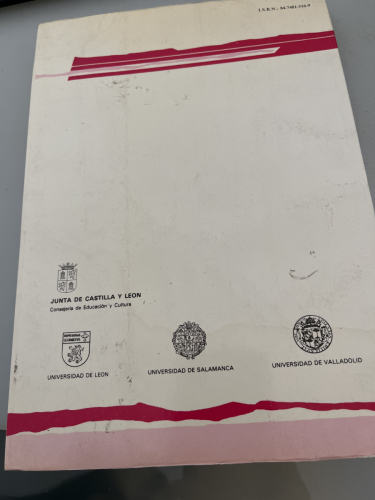 JUNTA DE CASTILLA Y LEON
Consejería de Educación y Cultura
UNIVERSIDAD DE LEON
UNIVERSIDAD DE SALAMANCA
UNIVERSIDAD DE VALLADOLID